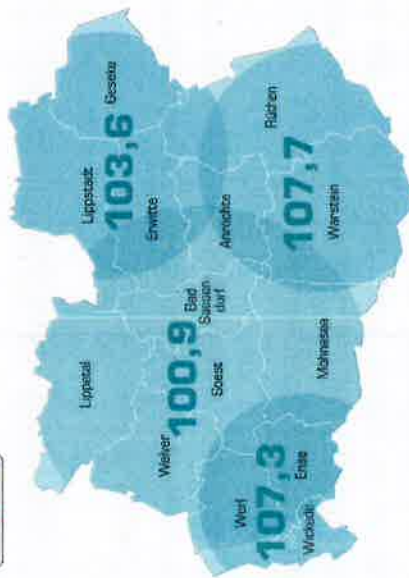 Lippetal
Lippstadt
Geseke
103,6
Erwitte
Welver
100,9
Bad
Sassen
dorf
Soest
Anröchte
Rüthen
107,7
Warstein
Werl
107,3
Ense
Wickede
Möhnesee